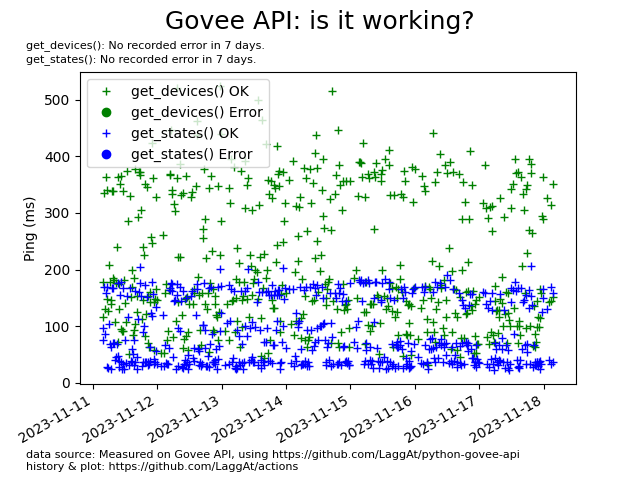 Govee API: is it working?
get_devices(): No recorded error in 7 days.
get_states(): No recorded error in 7 days.
get_devices() OK
get_devices() Error
get_states() OK
get_states() Error
Ping (ms)
500
400
300
200
100
0
2023-11-11
2023-11-12
2023-11-13
2023-11-14
2023-11-15
2023-11-16
2023-11-17
2023-11-18
data source: Measured on Govee API, using https://github.com/LaggAt/python-govee-api
history & plot: https://github.com/LaggAt/actions